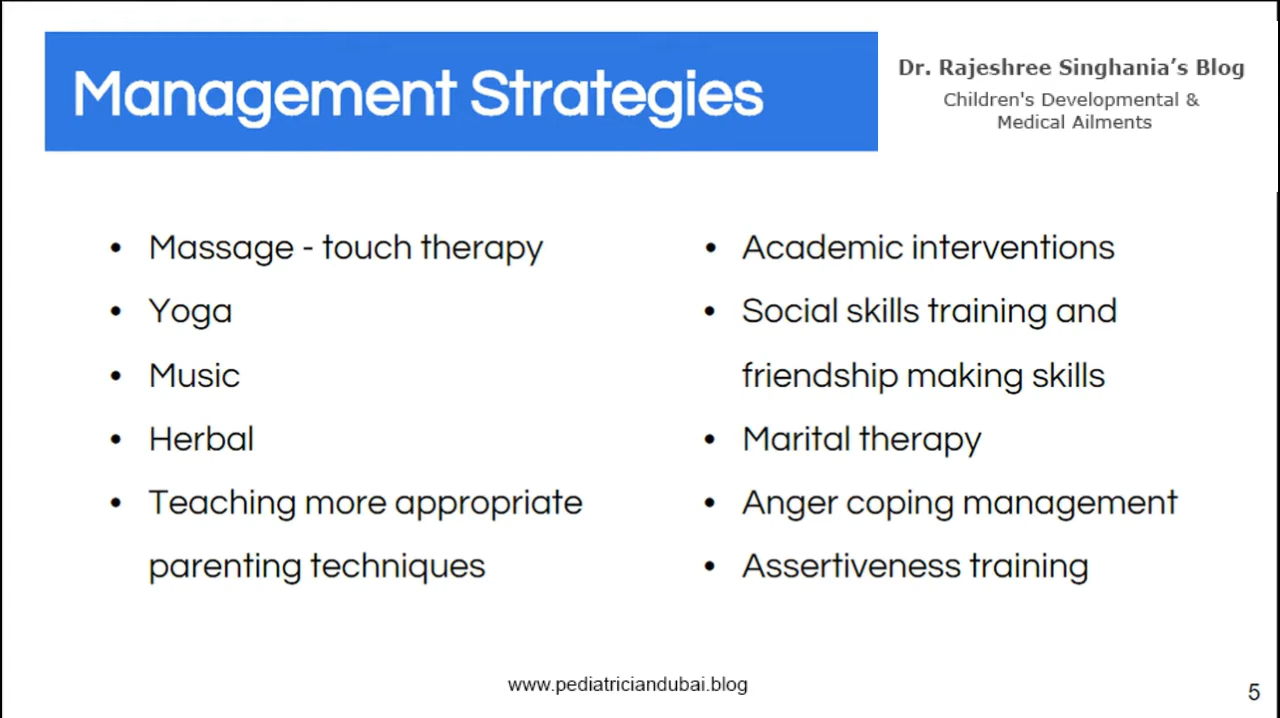 Management Strategies
Dr. Rajeshree Singhania's Blog
Children's Developmental &
Medical Ailments
• Massage - touch therapy
• Yoga
• Music
• Herbal
• Teaching more appropriate
parenting techniques
• Academic interventions
• Social skills training and
friendship making skills
• Marital therapy
• Anger coping management
• Assertiveness training
www.pediatriciandubai.blog
5